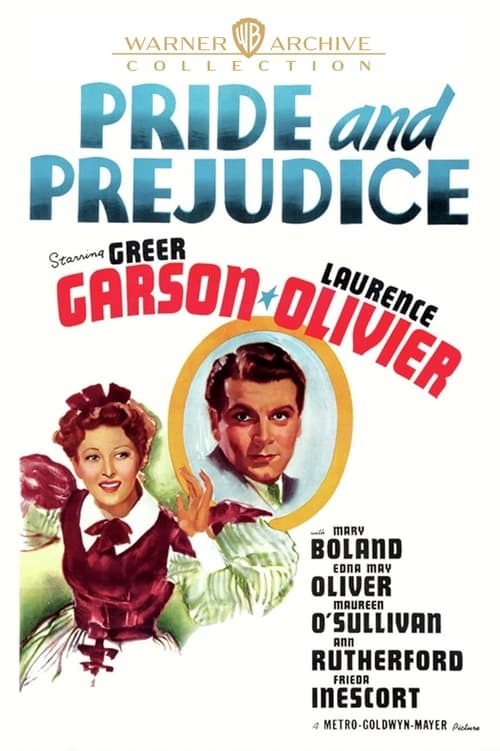 WARNER WB ARCHIVE
COLLECTION
PRIDE and
PREJUDICE
Starring GREER
GARSON
LAURENCE
OLIVIER
with MARY
BOLAND
EDNA MAY
OLIVER
MAUREEN
O'SULLIVAN
ANN
RUTHERFORD
FRIEDA
INESCORT
A METRO-GOLDWYN-MAYER Picture